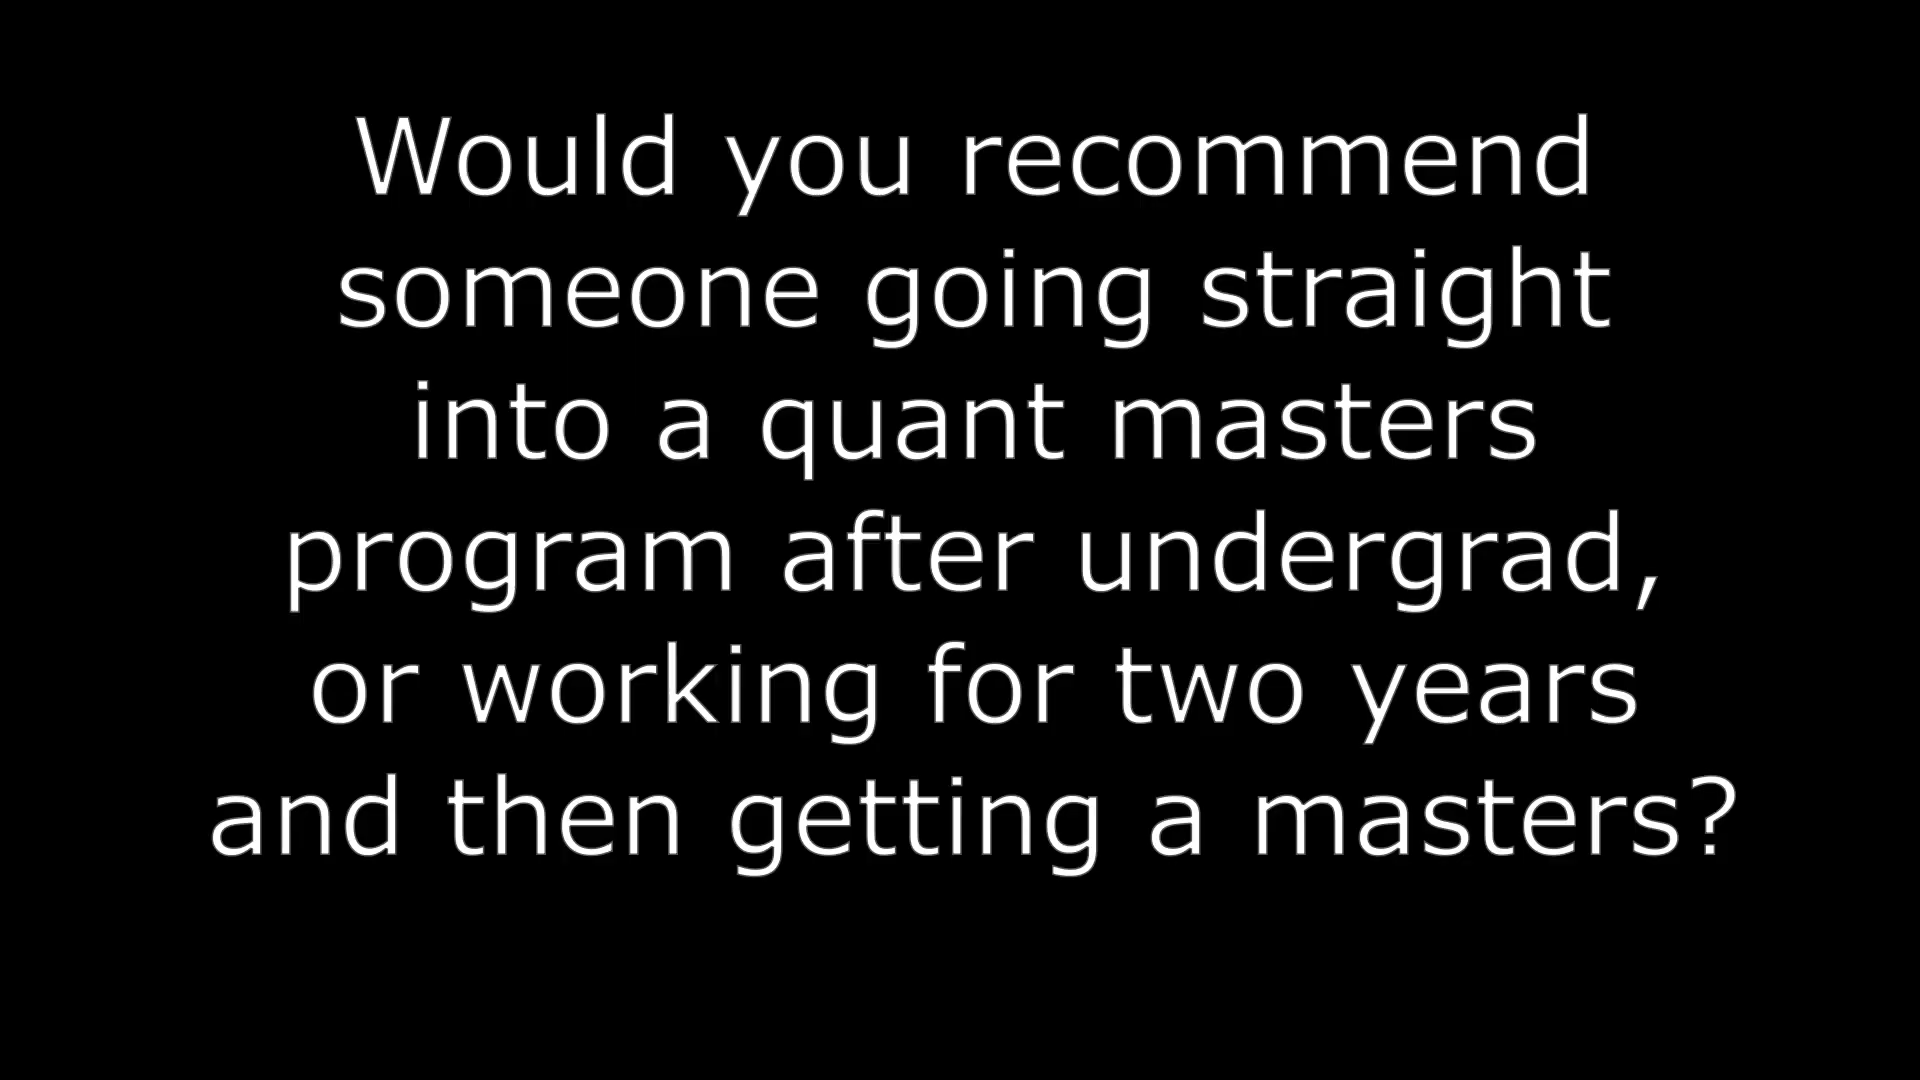 Would you recommend
someone going straight
into a quant masters
program after undergrad,
or working for two years
and then getting a masters?